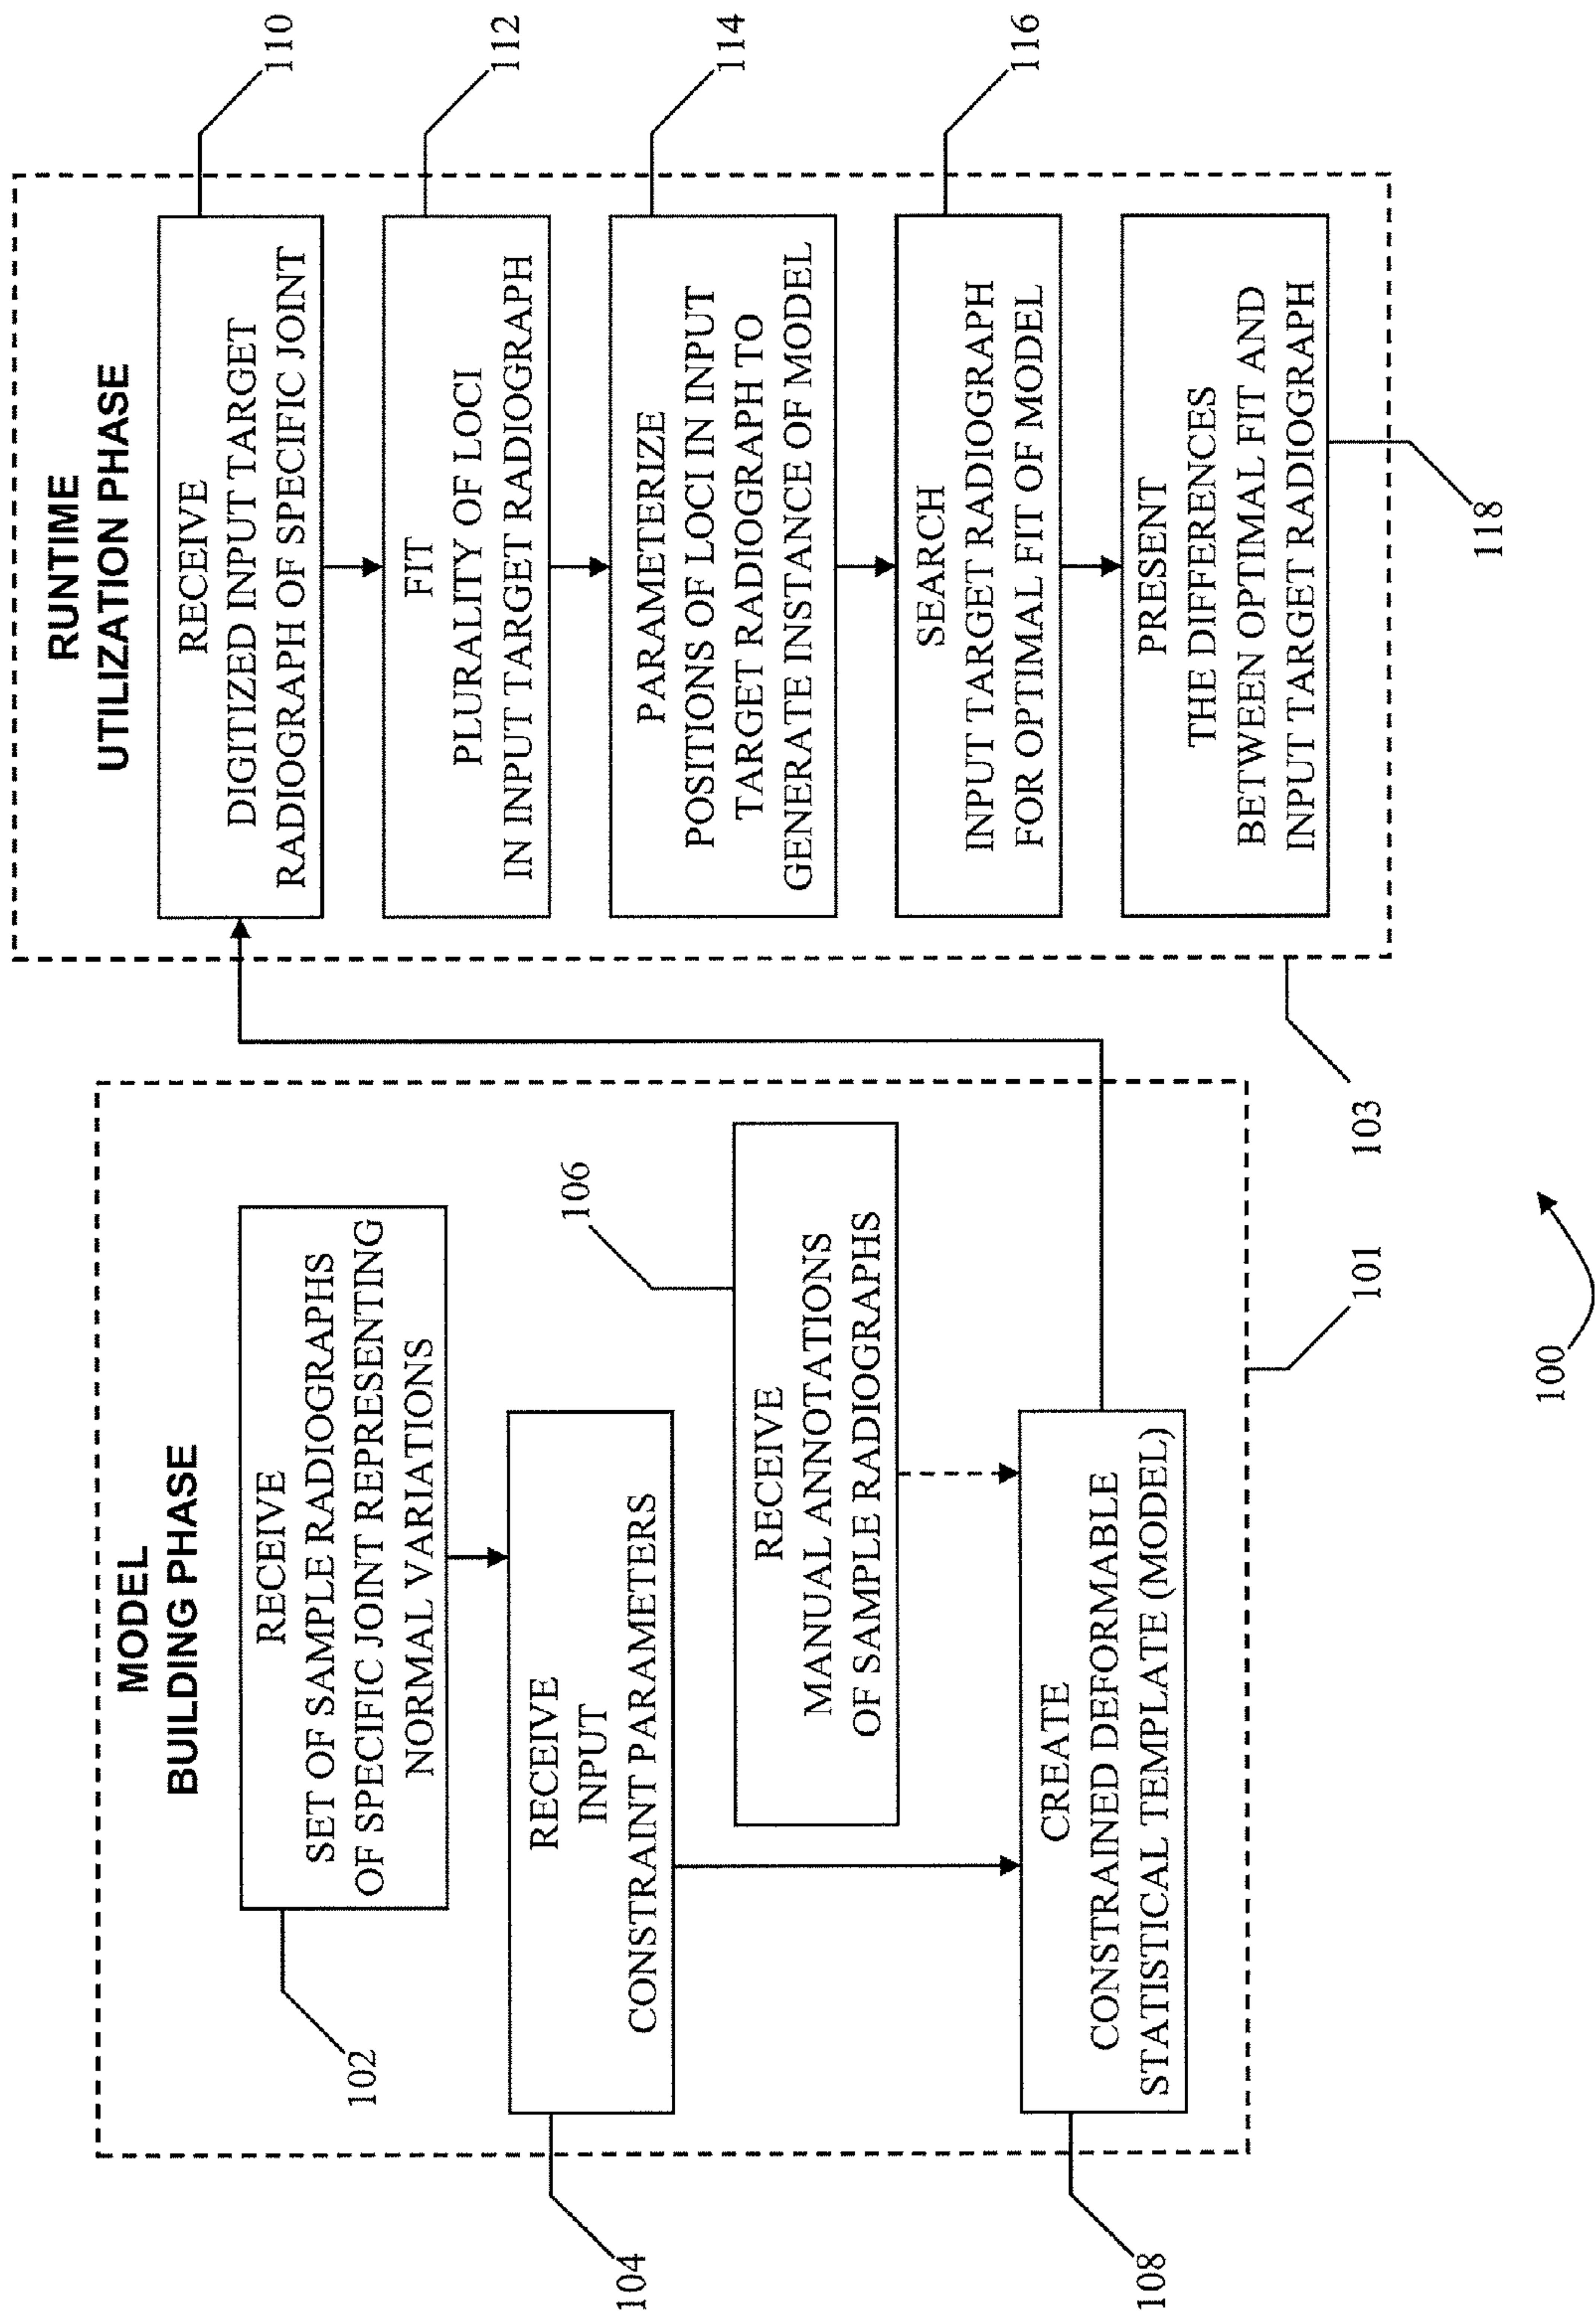 MODEL
BUILDING PHASE
RECEIVE
SET OF SAMPLE RADIOGRAPHS
OF SPECIFIC JOINT REPRESENTING
NORMAL VARIATIONS
102
RECEIVE
INPUT
CONSTRAINT PARAMETERS
104
106
RECEIVE
MANUAL ANNOTATIONS
OF SAMPLE RADIOGRAPHS
CREATE
CONSTRAINED DEFORMABLE
STATISTICAL TEMPLATE (MODEL)
108
101
100
RUNTIME
UTILIZATION PHASE
RECEIVE
DIGITIZED INPUT TARGET
RADIOGRAPH OF SPECIFIC JOINT
110
FIT
PLURALITY OF LOCI
IN INPUT TARGET RADIOGRAPH
112
PARAMETERIZE
POSITIONS OF LOCI IN INPUT
TARGET RADIOGRAPH TO
GENERATE INSTANCE OF MODEL
114
SEARCH
INPUT TARGET RADIOGRAPH
FOR OPTIMAL FIT OF MODEL
116
PRESENT
THE DIFFERENCES
BETWEEN OPTIMAL FIT AND
INPUT TARGET RADIOGRAPH
118
103